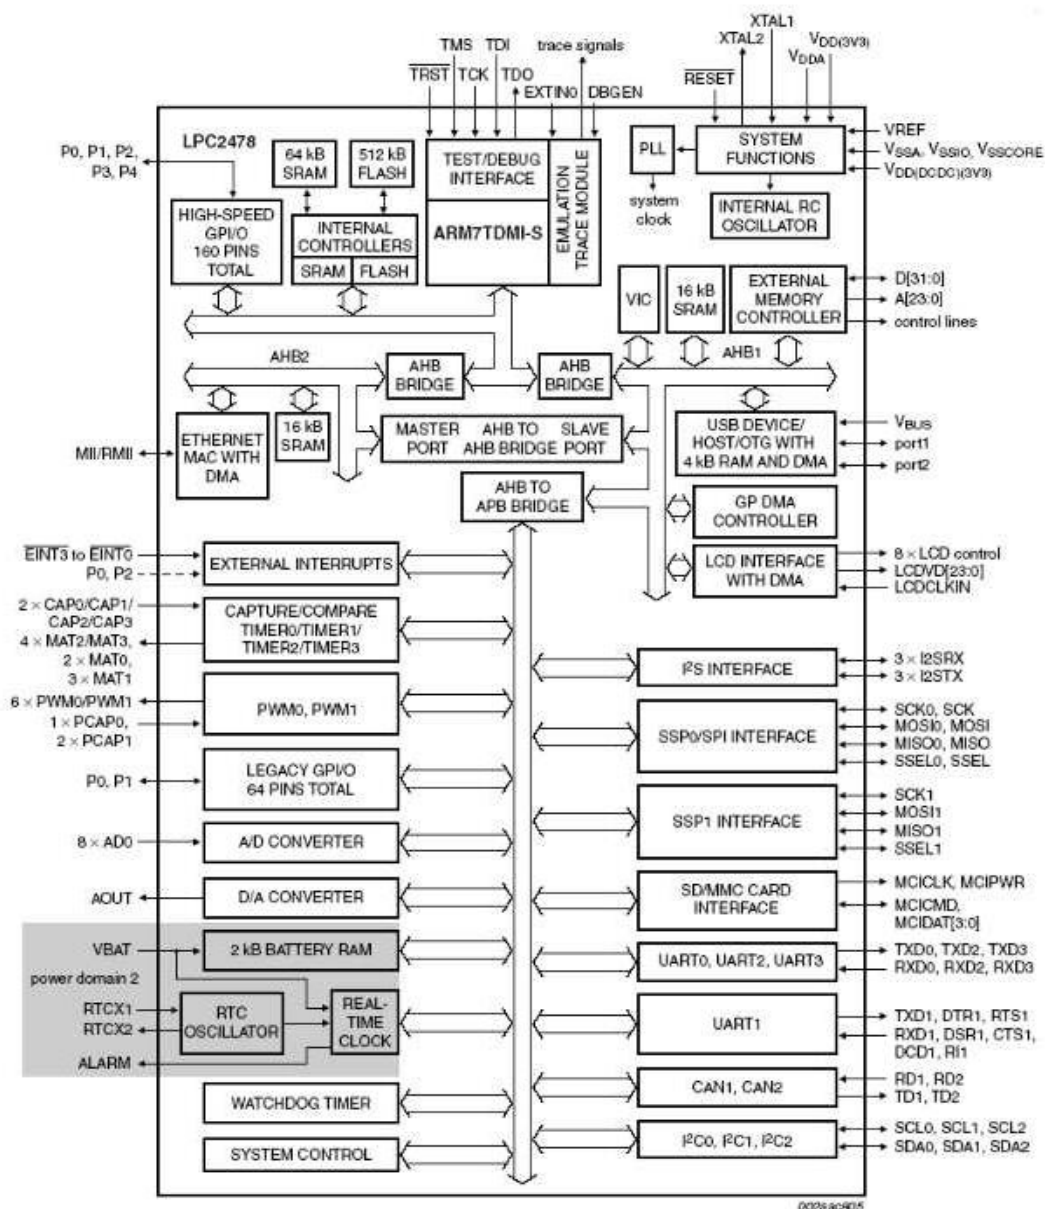 XTAL1
XTAL2
VDD(3V3)
VDDA
TMS TDI
trace signals
TRST TCK TDO
RESET
EXTIN0 DBGEN
LPC2478
P0, P1, P2,
P3, P4
64 kB
SRAM
512 kB
FLASH
TEST/DEBUG
INTERFACE
EMULATION
TRACE MODULE
PLL
SYSTEM
FUNCTIONS
VREF
VSSA, VSSIO, VSSCORE
VDD(DCDC)(3V3)
system
clock
INTERNAL RC
OSCILLATOR
HIGH-SPEED
GPI/O
160 PINS
TOTAL
INTERNAL
CONTROLLERS
SRAM FLASH
ARM7TDMI-S
VIC
16 kB
SRAM
EXTERNAL
MEMORY
CONTROLLER
D[31:0]
A[23:0]
control lines
AHB2
AHB
BRIDGE
AHB
BRIDGE
AHB1
ETHERNET
MAC WITH
DMA
16 kB
SRAM
MASTER AHB TO SLAVE
PORT AHB BRIDGE PORT
USB DEVICE/
HOST/OTG WITH
4 kB RAM AND DMA
VBUS
port1
port2
MII/RMII
AHB TO
APB BRIDGE
GP DMA
CONTROLLER
EINT3 to EINT0
P0, P2
EXTERNAL INTERRUPTS
LCD INTERFACE
WITH DMA
8 × LCD control
LCDVD[23:0]
LCDCLKIN
2 × CAP0/CAP1/
CAP2/CAP3
4 × MAT2/MAT3,
2 × MAT0,
3 × MAT1
CAPTURE/COMPARE
TIMER0/TIMER1/
TIMER2/TIMER3
I²S INTERFACE
3 × I2SRX
3 × I2STX
6 × PWM0/PWM1
1 × PCAP0,
2 × PCAP1
PWM0, PWM1
SSP0/SPI INTERFACE
SCK0, SCK
MOSI0, MOSI
MISO0, MISO
SSEL0, SSEL
P0, P1
LEGACY GPI/O
64 PINS TOTAL
SSP1 INTERFACE
SCK1
MOSI1
MISO1
SSEL1
8 × AD0
A/D CONVERTER
AOUT
D/A CONVERTER
SD/MMC CARD
INTERFACE
MCICLK, MCIPWR
MCICMD,
MCIDAT[3:0]
VBAT
2 kB BATTERY RAM
UART0, UART2, UART3
TXD0, TXD2, TXD3
RXD0, RXD2, RXD3
power domain 2
RTCX1
RTCX2
RTC
OSCILLATOR
REAL-
TIME
CLOCK
ALARM
UART1
TXD1, DTR1, RTS1
RXD1, DSR1, CTS1,
DCD1, RI1
WATCHDOG TIMER
CAN1, CAN2
RD1, RD2
TD1, TD2
SYSTEM CONTROL
I²C0, I²C1, I²C2
SCL0, SCL1, SCL2
SDA0, SDA1, SDA2